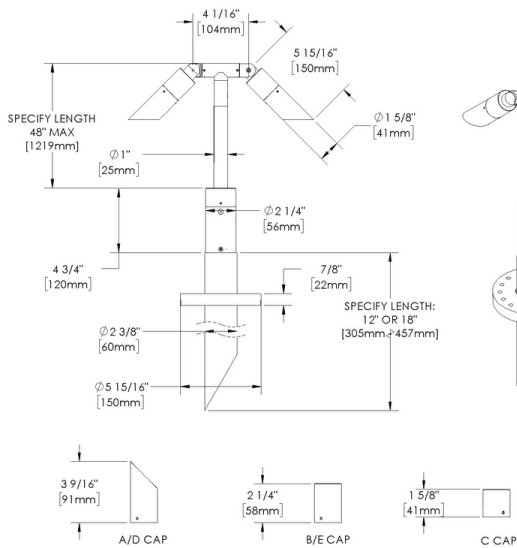 4 1/16"
[104mm]
5 15/16"
[150mm]
SPECIFY LENGTH
48" MAX
[1219mm]
Ø1 5/8"
[41mm]
Ø1"
[25mm]
Ø2 1/4"
[56mm]
4 3/4"
[120mm]
7/8"
[22mm]
SPECIFY LENGTH:
12" OR 18"
[305mm > 457mm]
Ø2 3/8"
[60mm]
Ø5 15/16"
[150mm]
3 9/16"
[91mm]
2 1/4"
[58mm]
1 5/8"
[41mm]
A/D CAP
B/E CAP
C CAP